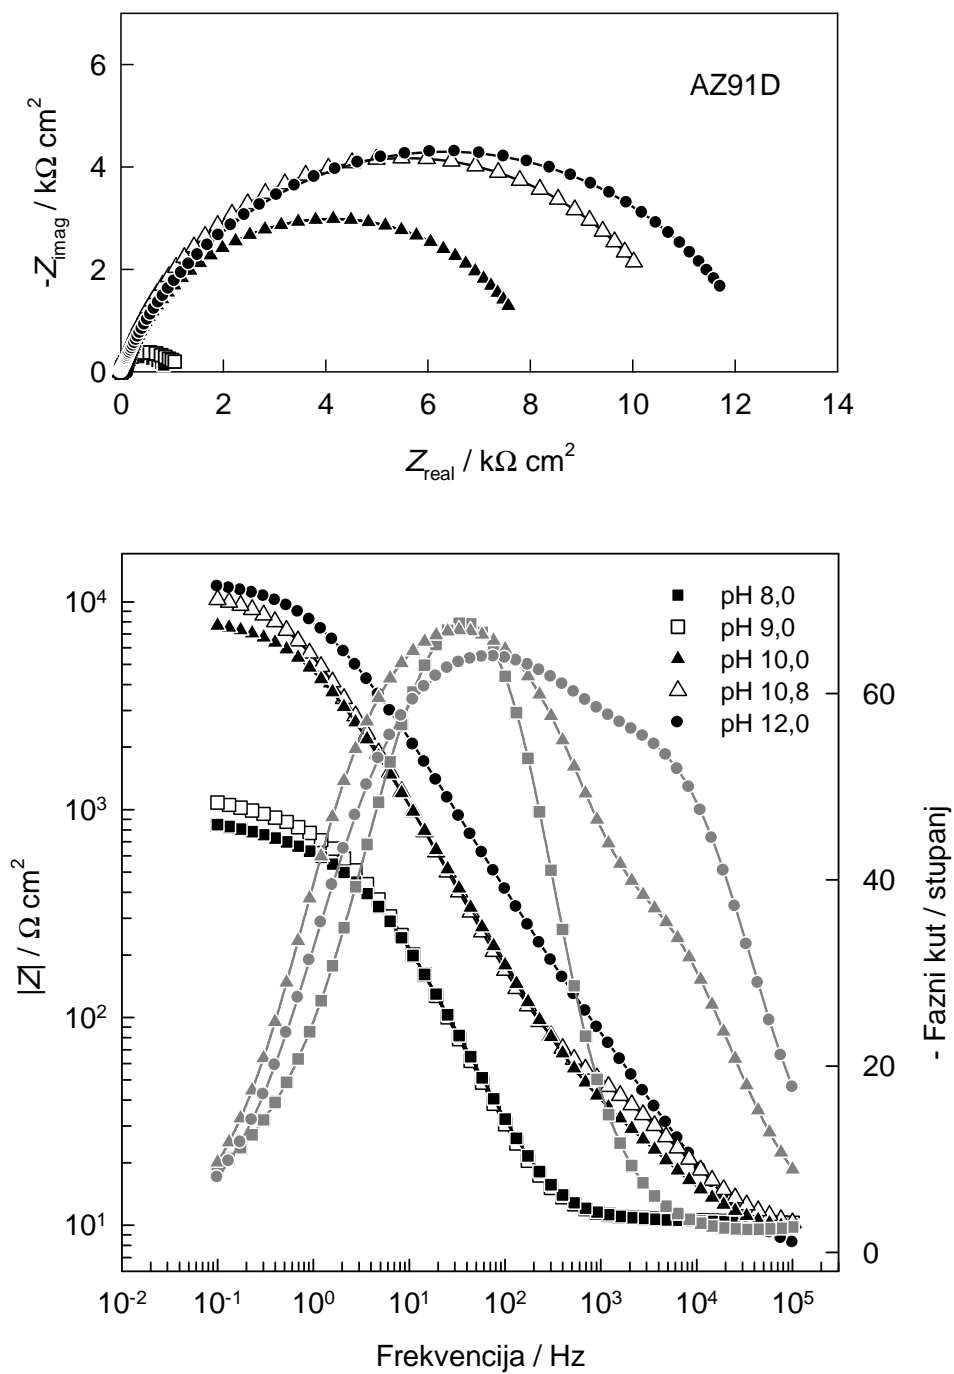 6
AZ91D
4
-Z_imag / kΩ cm²
2
0
0 2 4 6 8 10 12 14
Z_real / kΩ cm²
10⁴
pH 8,0
pH 9,0
pH 10,0
pH 10,8
pH 12,0
60
10³
40
|Z| / Ω cm²
- Fazni kut / stupanj
10²
20
10¹
0
10⁻² 10⁻¹ 10⁰ 10¹ 10² 10³ 10⁴ 10⁵
Frekvencija / Hz